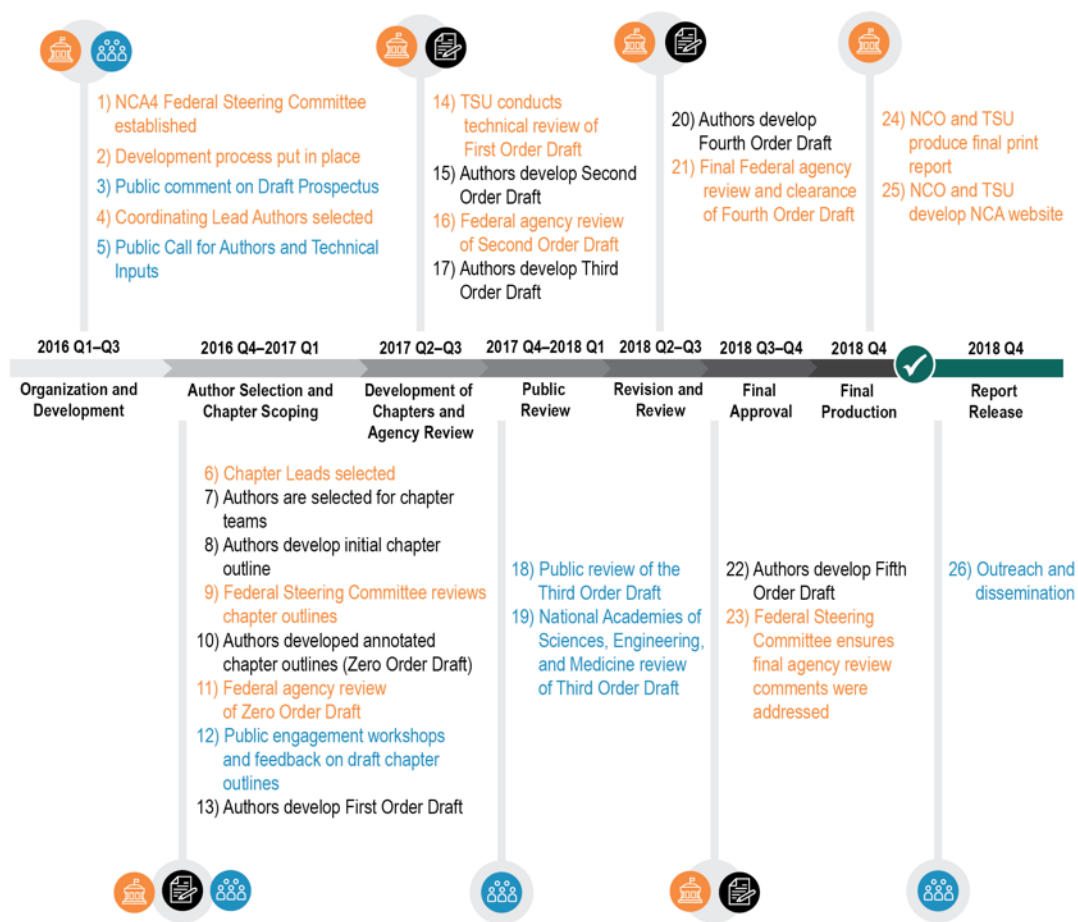 1) NCA4 Federal Steering Committee
established
2) Development process put in place
3) Public comment on Draft Prospectus
4) Coordinating Lead Authors selected
5) Public Call for Authors and Technical
Inputs
14) TSU conducts
technical review of
First Order Draft
15) Authors develop Second
Order Draft
16) Federal agency review
of Second Order Draft
17) Authors develop Third
Order Draft
20) Authors develop
Fourth Order Draft
21) Final Federal agency
review and clearance
of Fourth Order Draft
24) NCO and TSU
produce final print
report
25) NCO and TSU
develop NCA website
2016 Q1–Q3
2016 Q4–2017 Q1
2017 Q2–Q3
2017 Q4–2018 Q1
2018 Q2–Q3
2018 Q3–Q4
2018 Q4
2018 Q4
Organization and
Development
Author Selection and
Chapter Scoping
Development of
Chapters and
Agency Review
Public
Review
Revision and
Review
Final
Approval
Final
Production
Report
Release
6) Chapter Leads selected
7) Authors are selected for chapter
teams
8) Authors develop initial chapter
outline
9) Federal Steering Committee reviews
chapter outlines
10) Authors developed annotated
chapter outlines (Zero Order Draft)
11) Federal agency review
of Zero Order Draft
12) Public engagement workshops
and feedback on draft chapter
outlines
13) Authors develop First Order Draft
18) Public review of the
Third Order Draft
19) National Academies of
Sciences, Engineering,
and Medicine review
of Third Order Draft
22) Authors develop Fifth
Order Draft
23) Federal Steering
Committee ensures
final agency review
comments were
addressed
26) Outreach and
dissemination